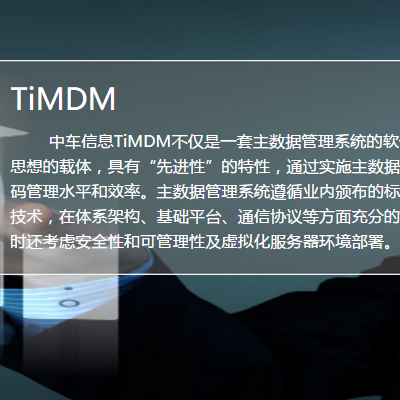 TiMDM
中车信息TiMDM不仅是一套主数据管理系统的软
思想的载体，具有“先进性”的特性，通过实施主数据
码管理水平和效率。主数据管理系统遵循业内颁布的标
技术，在体系架构、基础平台、通信协议等方面充分的
时还考虑安全性和可管理性及虚拟化服务器环境部署。